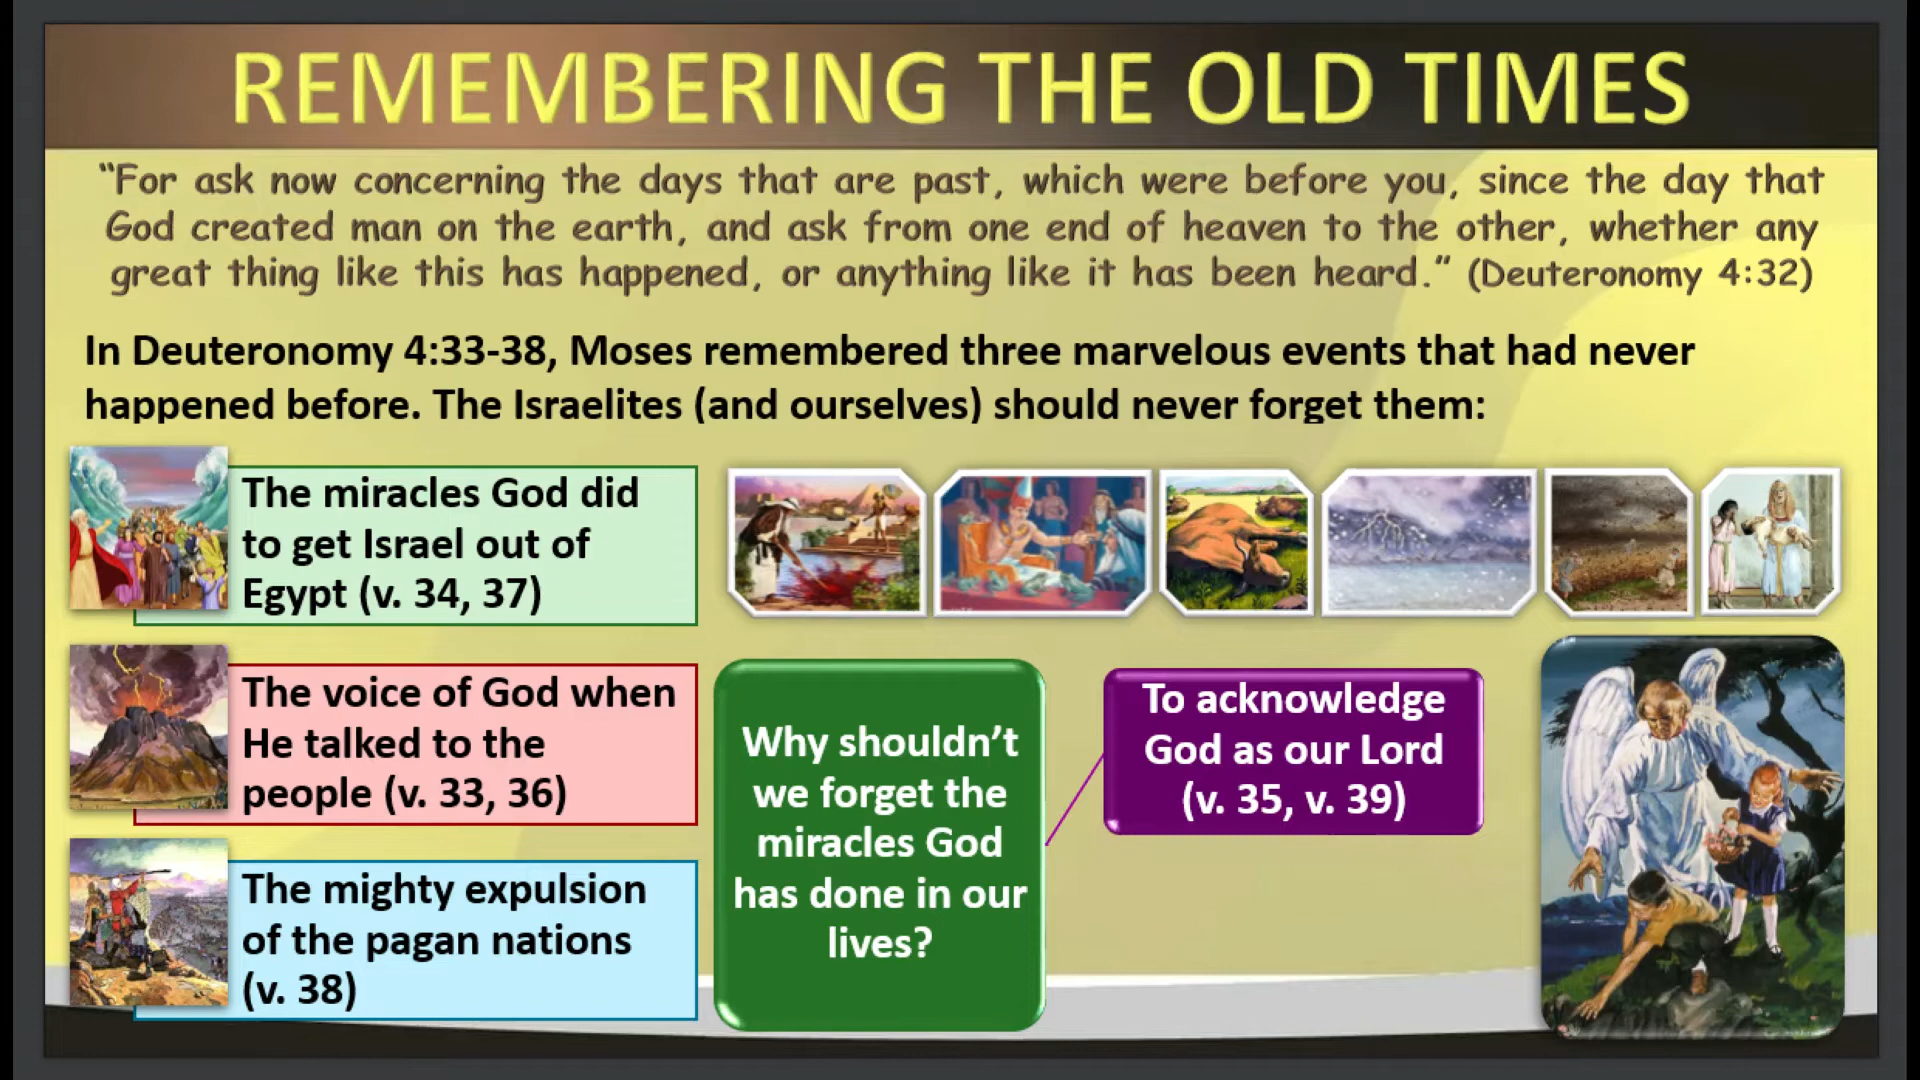 REMEMBERING THE OLD TIMES
“For ask now concerning the days that are past, which were before you, since the day that
God created man on the earth, and ask from one end of heaven to the other, whether any
great thing like this has happened, or anything like it has been heard.” (Deuteronomy 4:32)
In Deuteronomy 4:33-38, Moses remembered three marvelous events that had never
happened before. The Israelites (and ourselves) should never forget them:
The miracles God did
to get Israel out of
Egypt (v. 34, 37)
The voice of God when
He talked to the
people (v. 33, 36)
The mighty expulsion
of the pagan nations
(v. 38)
Why shouldn’t
we forget the
miracles God
has done in our
lives?
To acknowledge
God as our Lord
(v. 35, v. 39)